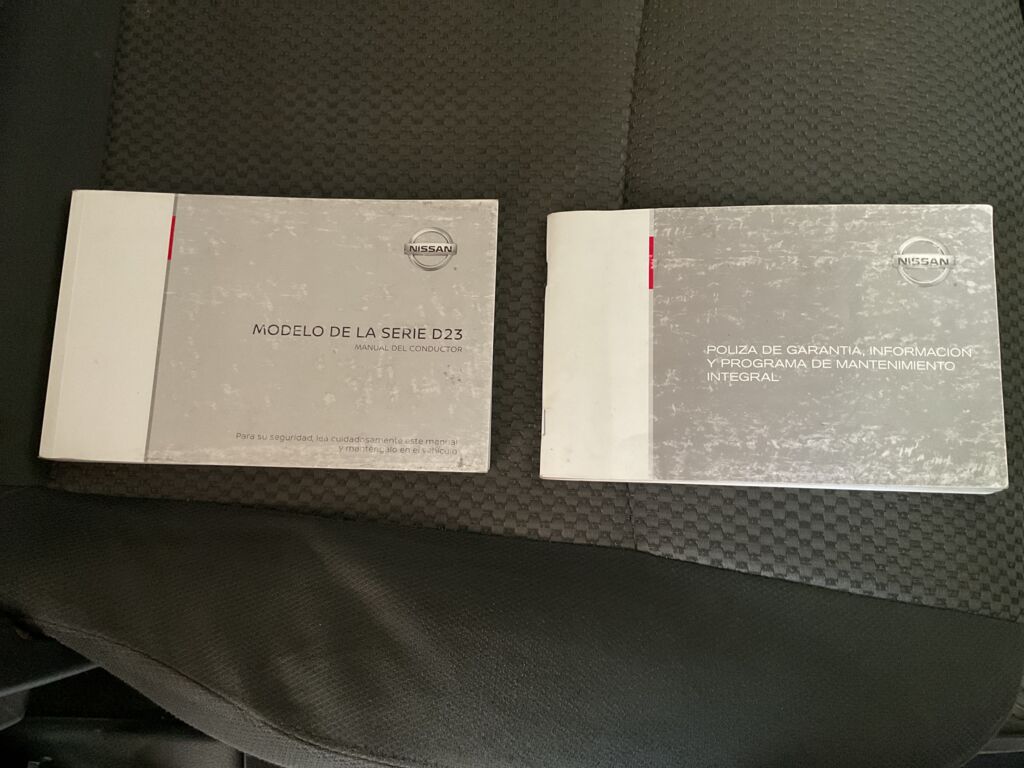 NISSAN
MODELO DE LA SERIE D23
MANUAL DEL CONDUCTOR
Para su seguridad, lea cuidadosamente este manual
y manténgalo en el vehículo
NISSAN
POLIZA DE GARANTIA, INFORMACION
Y PROGRAMA DE MANTENIMIENTO
INTEGRAL